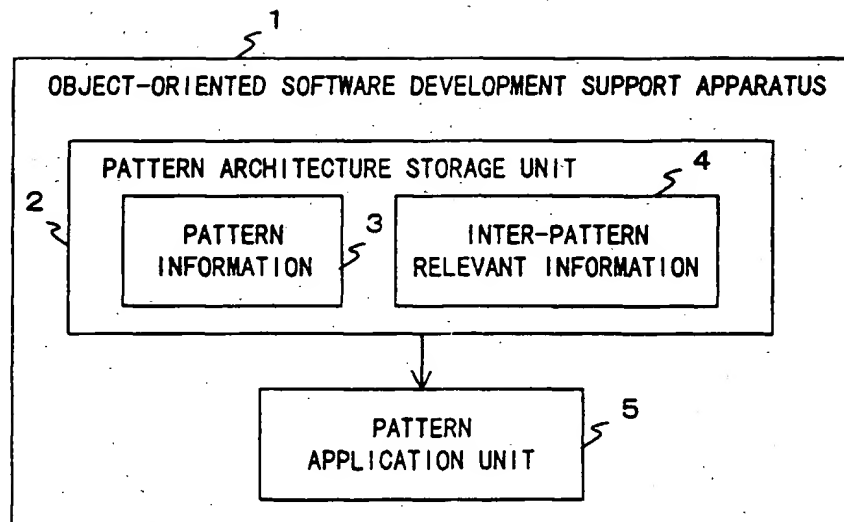 1
OBJECT-ORIENTED SOFTWARE DEVELOPMENT SUPPORT APPARATUS
PATTERN ARCHITECTURE STORAGE UNIT
4
2
PATTERN
INFORMATION
3
INTER-PATTERN
RELEVANT INFORMATION
PATTERN
APPLICATION UNIT
5